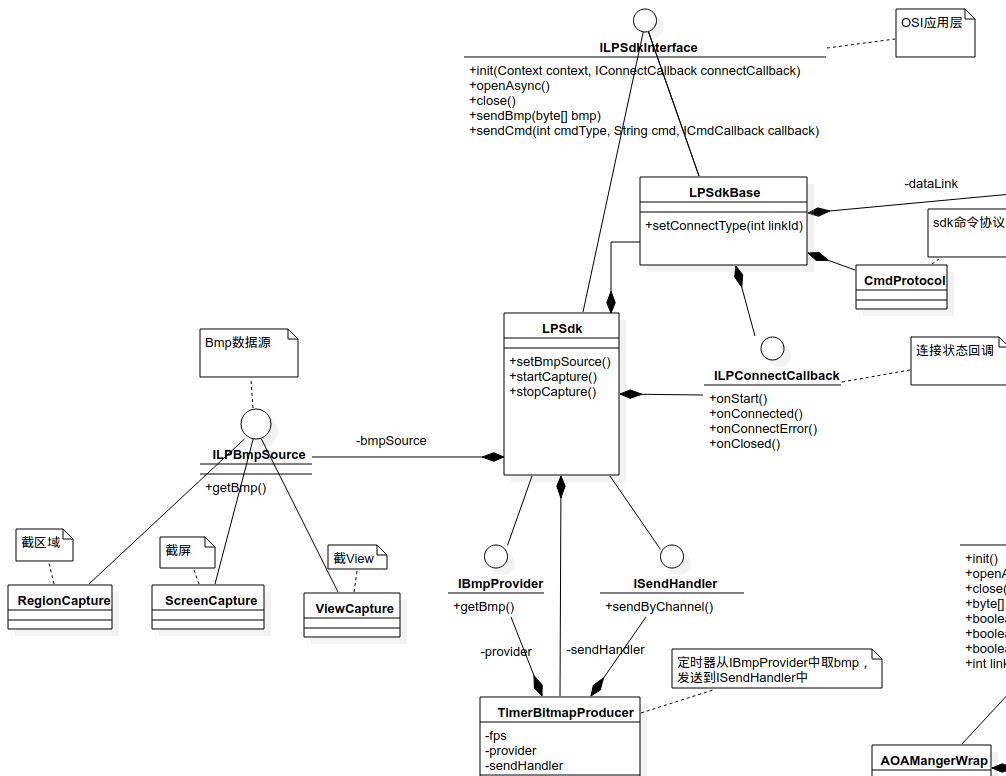 OSI应用层
ILPSdkInterface
+init(Context context, IConnectCallback connectCallback)
+openAsync()
+close()
+sendBmp(byte[] bmp)
+sendCmd(int cmdType, String cmd, ICmdCallback callback)
LPSdkBase
+setConnectType(int linkId)
-dataLink
sdk命令协议
CmdProtocol
LPSdk
+setBmpSource()
+startCapture()
+stopCapture()
Bmp数据源
连接状态回调
ILPConnectCallback
+onStart()
+onConnected()
+onConnectError()
+onClosed()
-bmpSource
ILPBmpSource
+getBmp()
截区域
截屏
截View
RegionCapture
ScreenCapture
ViewCapture
IBmpProvider
+getBmp()
ISendHandler
+sendByChannel()
-provider
-sendHandler
定时器从IBmpProvider中取bmp，
发送到ISendHandler中
TimerBitmapProducer
-fps
-provider
-sendHandler
+init()
+openA
+close(
+byte[]
+boolea
+boolea
+boolea
+int link
AOAMangerWrap